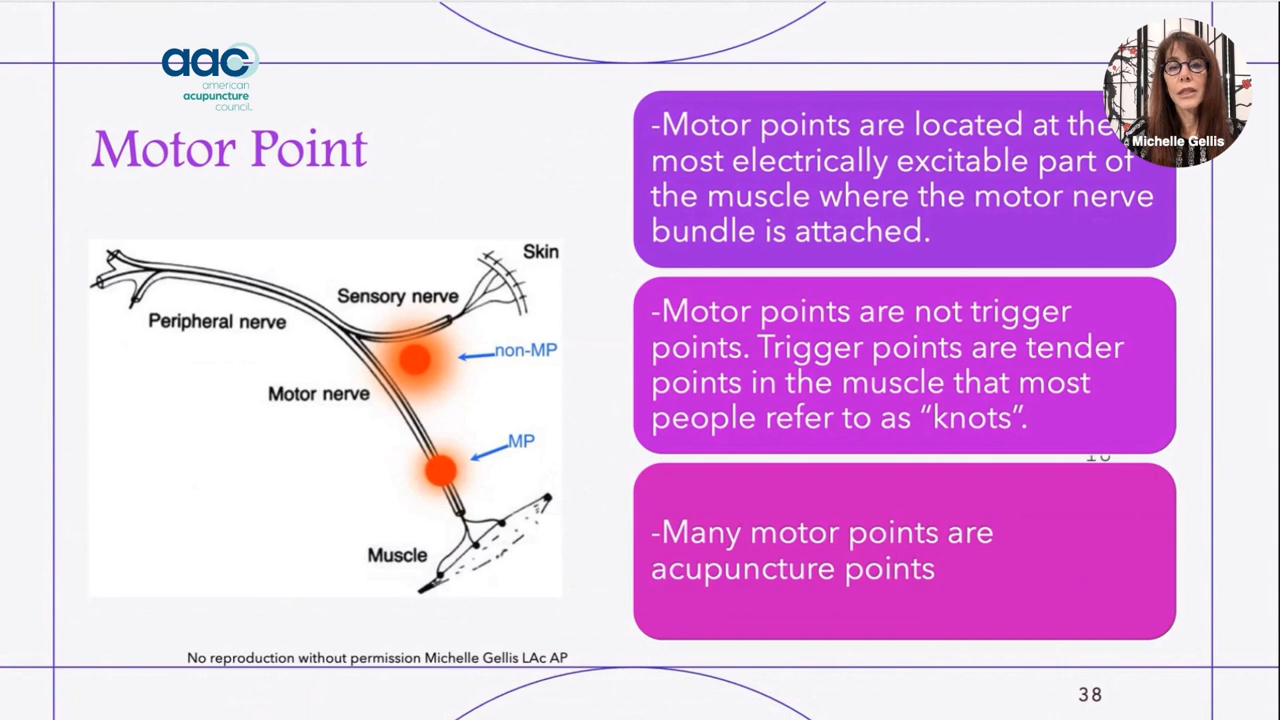 aac
american
acupuncture
council.
Motor Point
Skin
Sensory nerve
Peripheral nerve
non-MP
Motor nerve
MP
Muscle
No reproduction without permission Michelle Gellis LAc AP
-Motor points are located at the
most electrically excitable part of
the muscle where the motor nerve
bundle is attached.
Michelle Gellis
-Motor points are not trigger
points. Trigger points are tender
points in the muscle that most
people refer to as “knots”.
-Many motor points are
acupuncture points
38